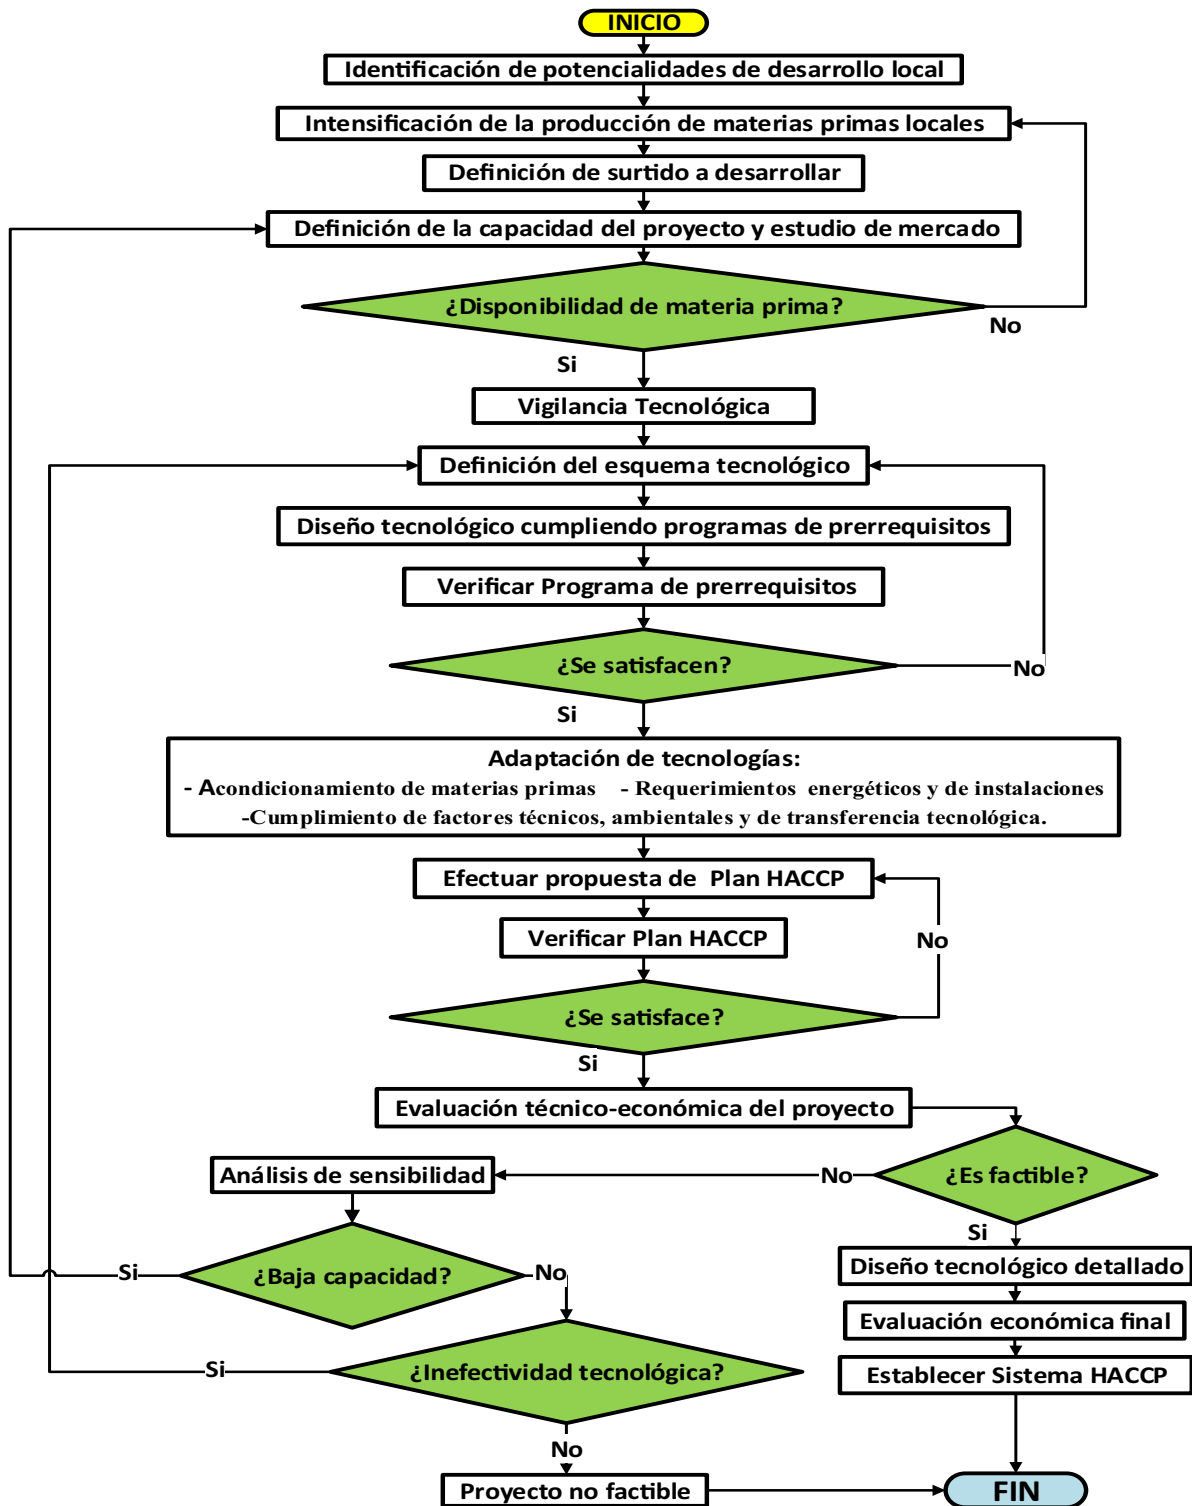 INICIO
Identificación de potencialidades de desarrollo local
Intensificación de la producción de materias primas locales
Definición de surtido a desarrollar
Definición de la capacidad del proyecto y estudio de mercado
¿Disponibilidad de materia prima?
No
Si
Vigilancia Tecnológica
Definición del esquema tecnológico
Diseño tecnológico cumpliendo programas de prerrequisitos
Verificar Programa de prerrequisitos
¿Se satisfacen?
No
Si
Adaptación de tecnologías:
- Acondicionamiento de materias primas - Requerimientos energéticos y de instalaciones
-Cumplimiento de factores técnicos, ambientales y de transferencia tecnológica.
Efectuar propuesta de Plan HACCP
Verificar Plan HACCP
No
¿Se satisface?
Si
Evaluación técnico-económica del proyecto
Análisis de sensibilidad
No
¿Es factible?
Si
Si
¿Baja capacidad?
No
Diseño tecnológico detallado
Evaluación económica final
Si
¿Inefectividad tecnológica?
Establecer Sistema HACCP
No
Proyecto no factible
FIN